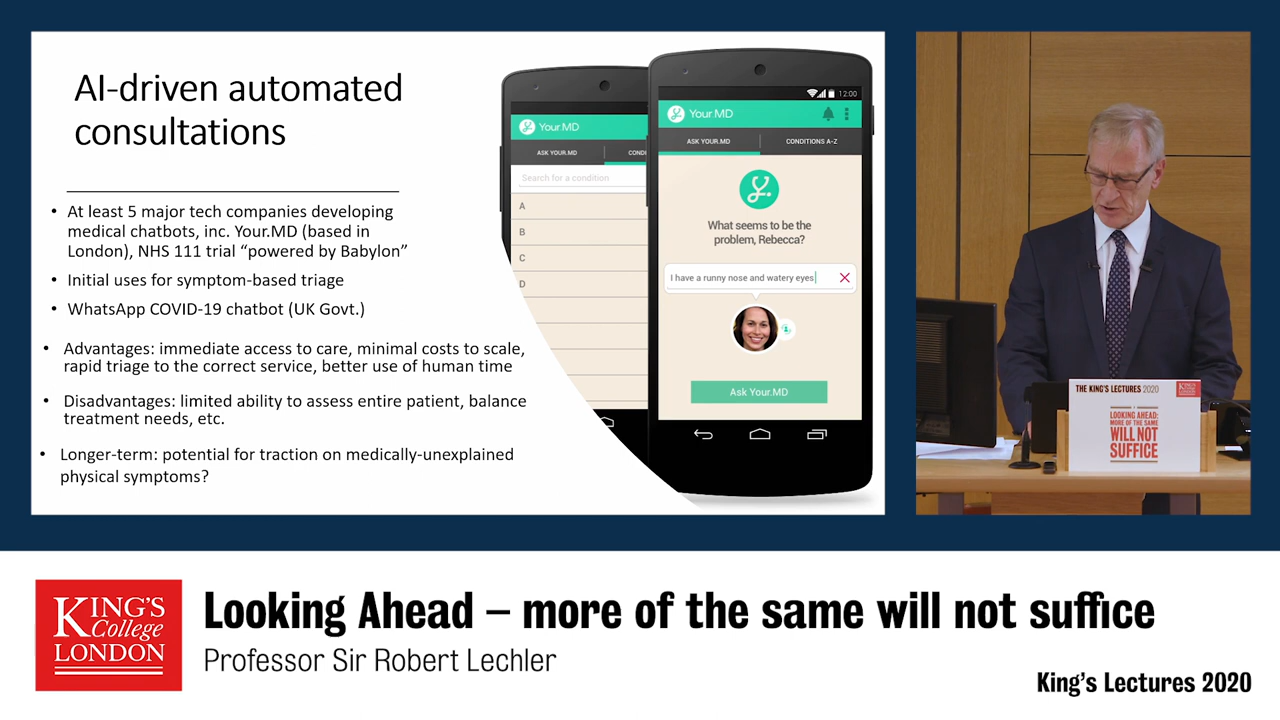 AI-driven automated
consultations
• At least 5 major tech companies developing
medical chatbots, inc. Your.MD (based in
London), NHS 111 trial “powered by Babylon”
• Initial uses for symptom-based triage
• WhatsApp COVID-19 chatbot (UK Govt.)
• Advantages: immediate access to care, minimal costs to scale,
rapid triage to the correct service, better use of human time
• Disadvantages: limited ability to assess entire patient, balance
treatment needs, etc.
• Longer-term: potential for traction on medically-unexplained
physical symptoms?
Your.MD
ASK YOUR.MD
CONDI
Search for a condition
A
B
C
D
12:00
Your.MD
ASK YOUR.MD
CONDITIONS A-Z
What seems to be the
problem, Rebecca?
I have a runny nose and watery eyes
Ask Your.MD
THE KING'S LECTURES 2020
LOOKING AHEAD:
MORE OF THE SAME
WILL NOT
SUFFICE
KING'S
College
LONDON
Looking Ahead – more of the same will not suffice
Professor Sir Robert Lechler
King's Lectures 2020